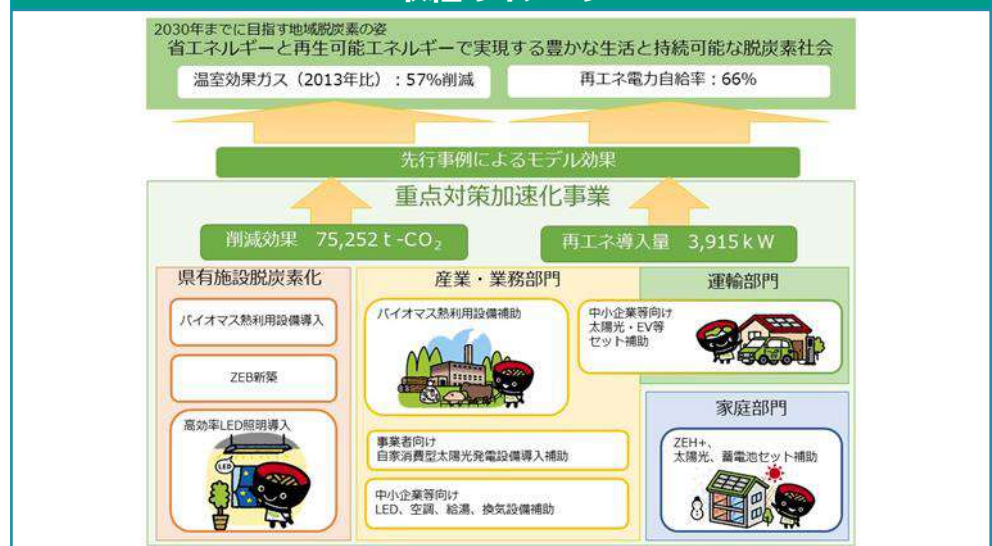 2030年までに目指す地域脱炭素の姿
省エネルギーと再生可能エネルギーで実現する豊かな生活と持続可能な脱炭素社会
温室効果ガス（2013年比）：57%削減
再エネ電力自給率：66%
先行事例によるモデル効果
重点対策加速化事業
削減効果　75,252ｔ-CO₂
再エネ導入量　3,915ｋＷ
県有施設脱炭素化
バイオマス熱利用設備導入
ZEB新築
高効率LED照明導入
LED
産業・業務部門
バイオマス熱利用設備補助
事業者向け
自家消費型太陽光発電設備導入補助
中小企業等向け
LED、空調、給湯、換気設備補助
運輸部門
中小企業等向け
太陽光・EV等
セット補助
家庭部門
ZEH+、
太陽光、蓄電池セット補助